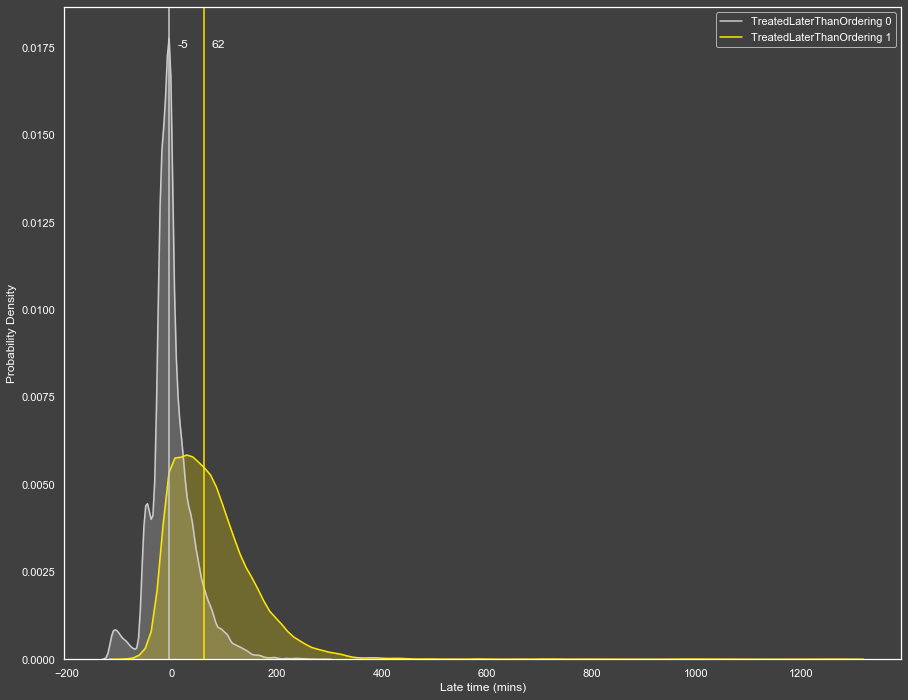 TreatedLaterThanOrdering 0
TreatedLaterThanOrdering 1
-5 62
0.0175
0.0150
0.0125
0.0100
0.0075
0.0050
0.0025
0.0000
Probability Density
−200 0 200 400 600 800 1000 1200
Late time (mins)